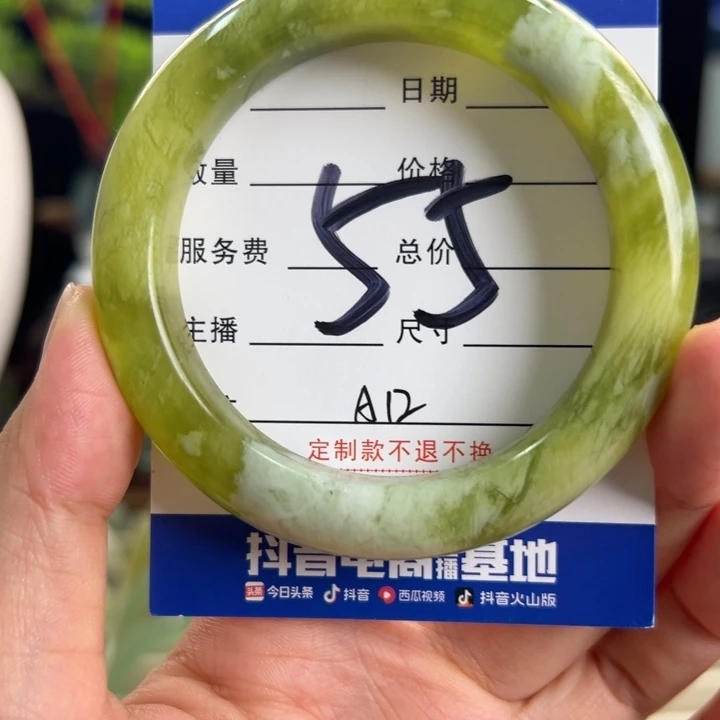 日期
数量 价格
55
服务费 总价
主播 尺寸
A12
定制款不退不换
抖音电商直播基地
今日头条 抖音 西瓜视频 抖音火山版